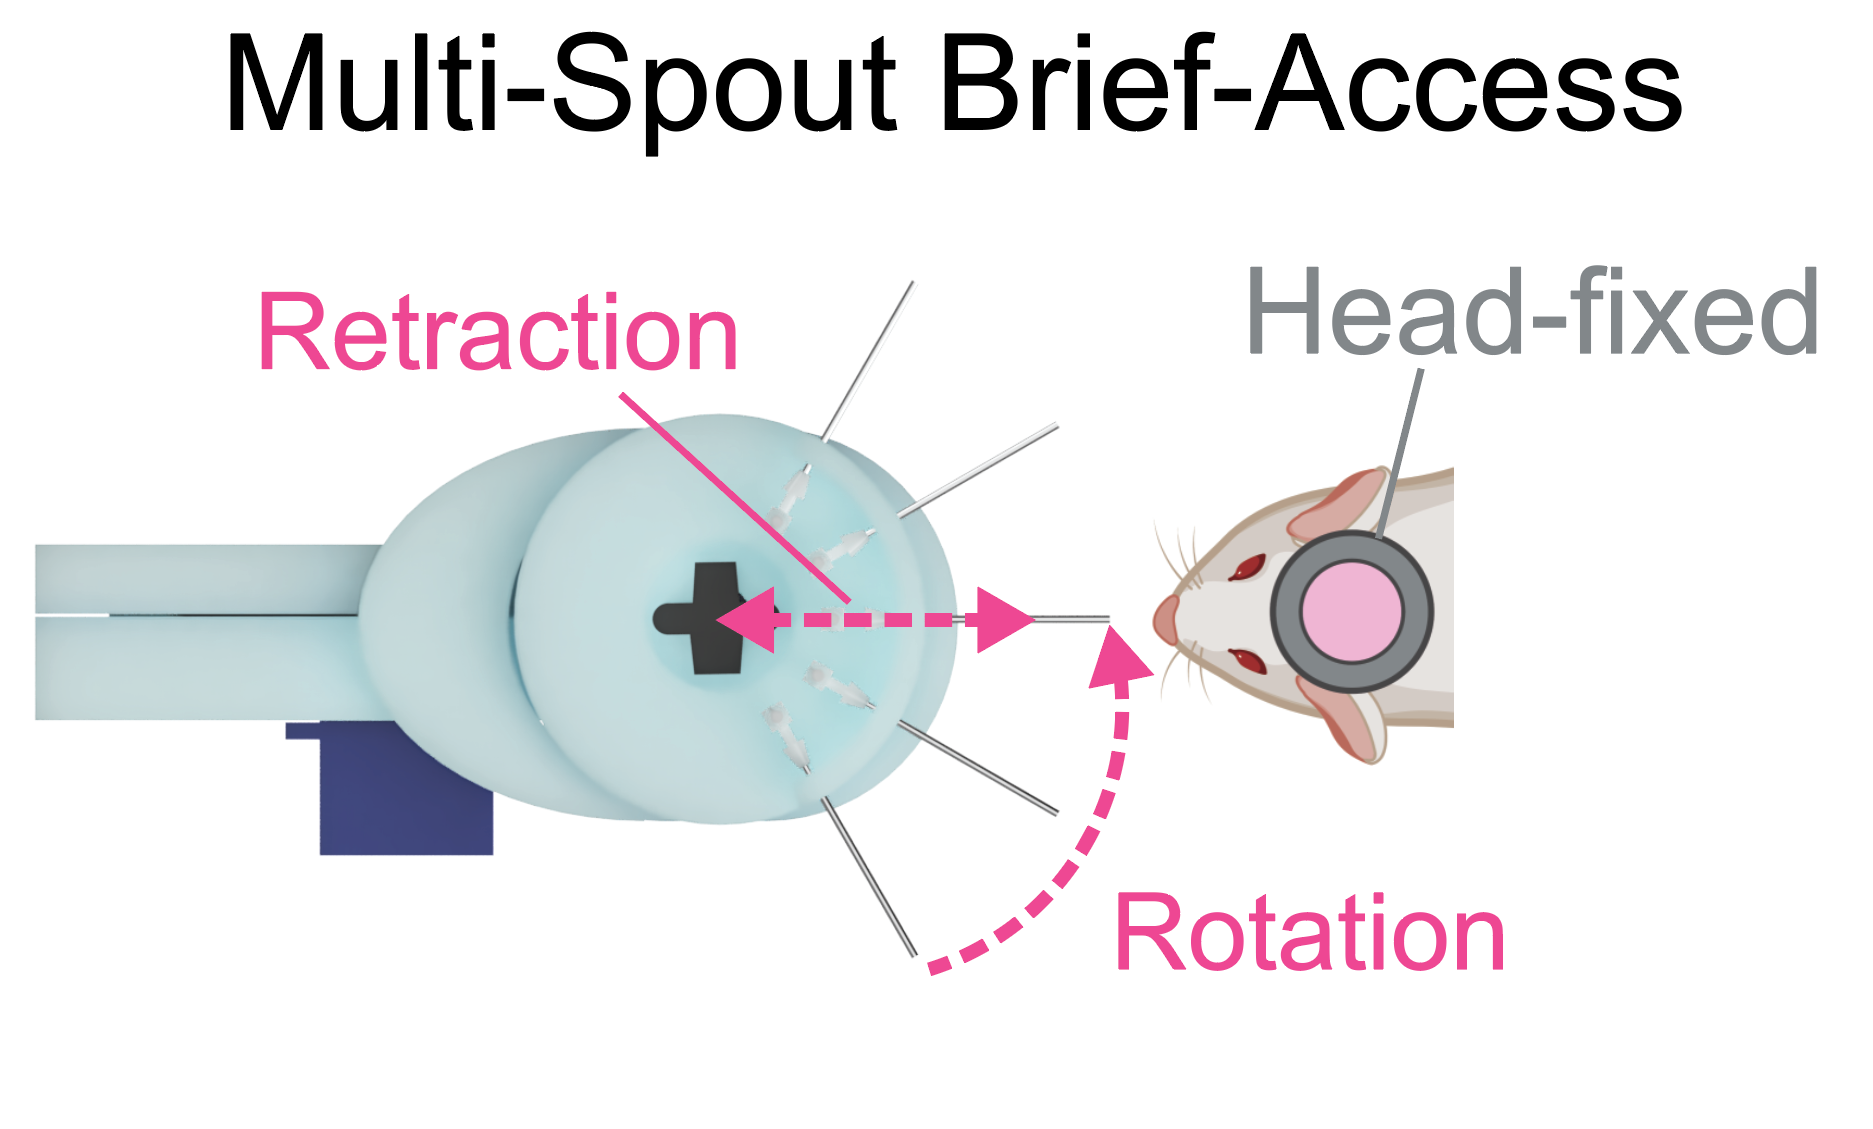 Multi-Spout Brief-Access
Retraction
Head-fixed
Rotation